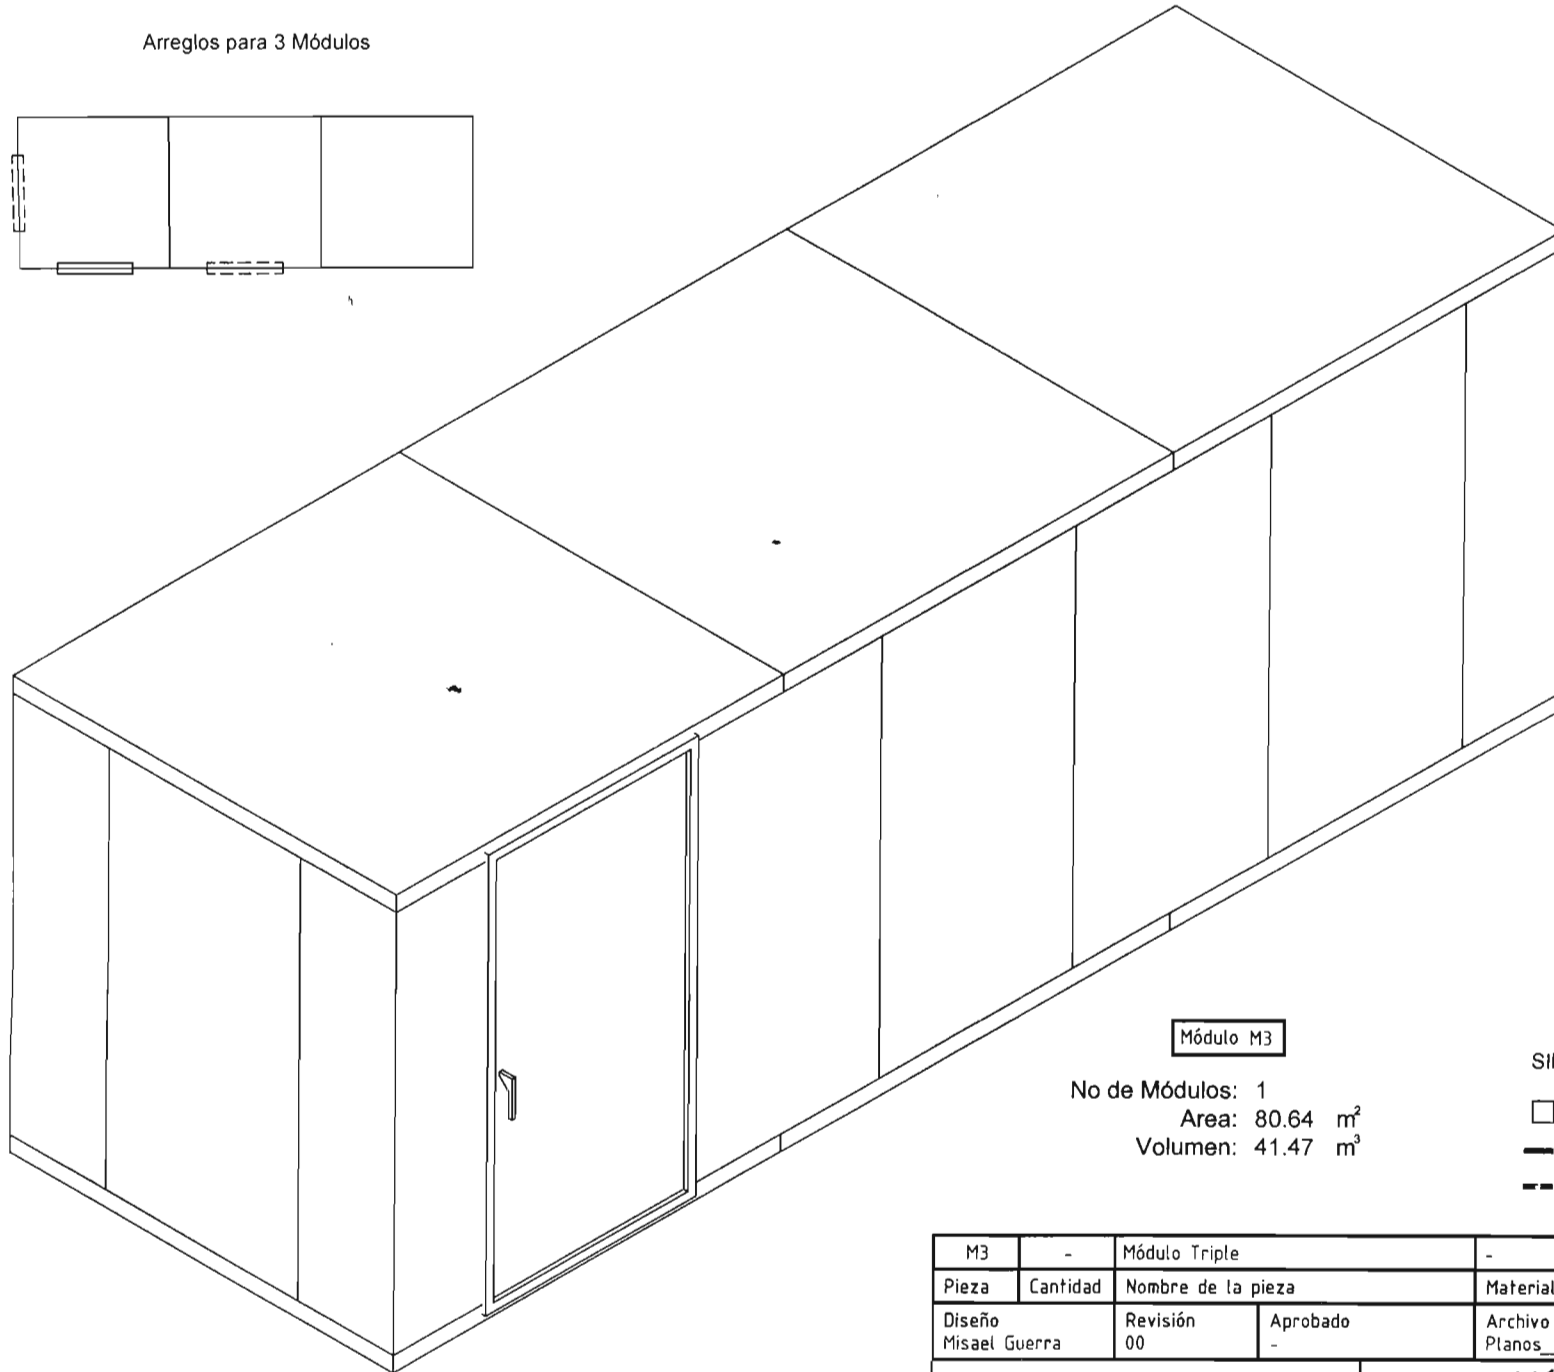 Arreglos para 3 Módulos
Módulo M3
No de Módulos: 1
Area: 80.64 m²
Volumen: 41.47 m³
M3 - Módulo Triple -
Pieza Cantidad Nombre de la pieza Material
Diseño Revisión Aprobado Archivo
Misael Guerra 00 - Planos_